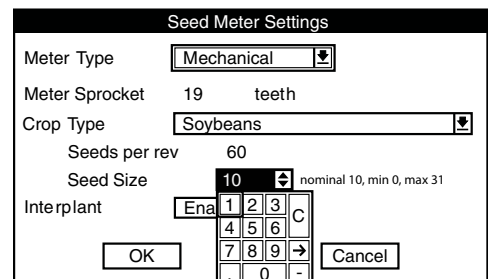 Seed Meter Settings
Meter Type Mechanical
Meter Sprocket 19 teeth
Crop Type Soybeans
Seeds per rev 60
Seed Size 10 nominal 10, min 0, max 31
Interplant Ena
1 2 3 C
4 5 6
7 8 9 →
. 0 -
OK Cancel